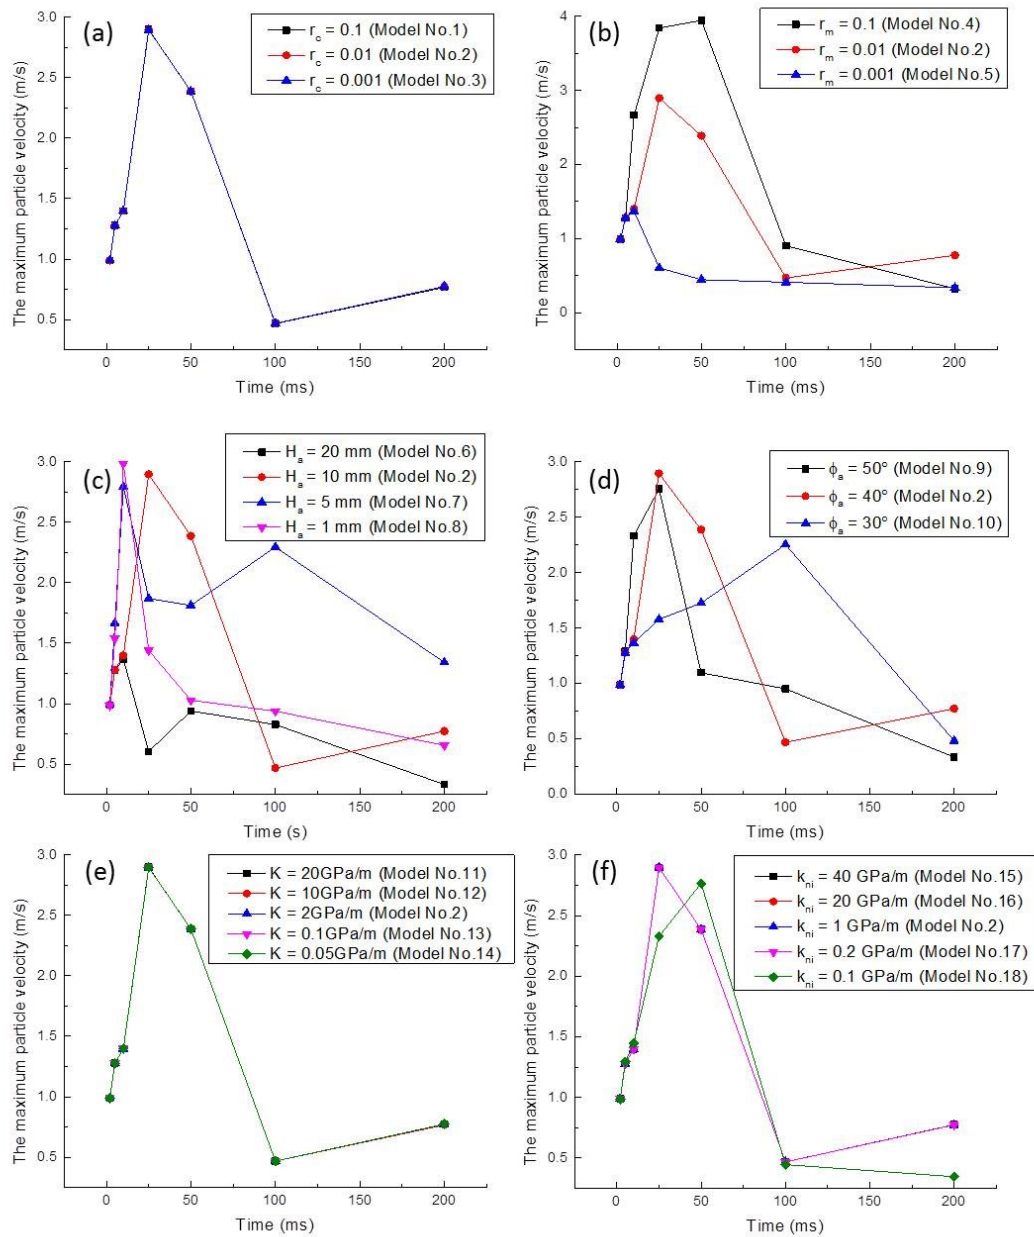 (a)
r_c = 0.1 (Model No.1)
r_c = 0.01 (Model No.2)
r_c = 0.001 (Model No.3)
The maximum particle velocity (m/s)
3.0
2.5
2.0
1.5
1.0
0.5
0 50 100 150 200
Time (ms)
(b)
r_m = 0.1 (Model No.4)
r_m = 0.01 (Model No.2)
r_m = 0.001 (Model No.5)
The maximum particle velocity (m/s)
4
3
2
1
0
0 50 100 150 200
Time (ms)
(c)
H_a = 20 mm (Model No.6)
H_a = 10 mm (Model No.2)
H_a = 5 mm (Model No.7)
H_a = 1 mm (Model No.8)
The maximum particle velocity (m/s)
3.0
2.5
2.0
1.5
1.0
0.5
0 50 100 150 200
Time (s)
(d)
ϕ_a = 50° (Model No.9)
ϕ_a = 40° (Model No.2)
ϕ_a = 30° (Model No.10)
The maximum particle velocity (m/s)
3.0
2.5
2.0
1.5
1.0
0.5
0.0
0 50 100 150 200
Time (ms)
(e)
K = 20GPa/m (Model No.11)
K = 10GPa/m (Model No.12)
K = 2GPa/m (Model No.2)
K = 0.1GPa/m (Model No.13)
K = 0.05GPa/m (Model No.14)
The maximum particle velocity (m/s)
3.0
2.5
2.0
1.5
1.0
0.5
0 50 100 150 200
Time (ms)
(f)
k_ni = 40 GPa/m (Model No.15)
k_ni = 20 GPa/m (Model No.16)
k_ni = 1 GPa/m (Model No.2)
k_ni = 0.2 GPa/m (Model No.17)
k_ni = 0.1 GPa/m (Model No.18)
The maximum particle velocity (m/s)
3.0
2.5
2.0
1.5
1.0
0.5
0 50 100 150 200
Time (ms)